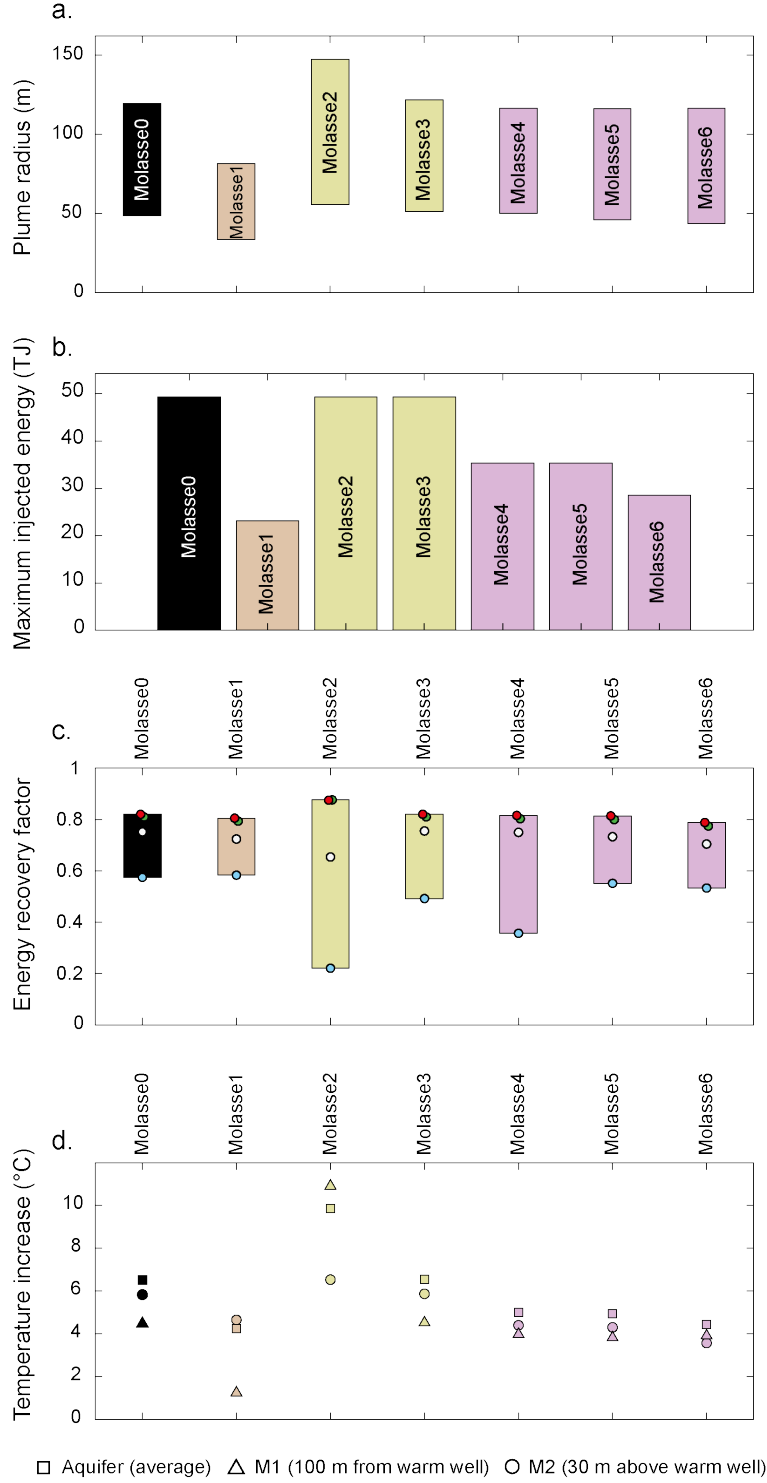 a.
Plume radius (m)
150
100
50
0
Molasse0
Molasse1
Molasse2
Molasse3
Molasse4
Molasse5
Molasse6
b.
Maximum injected energy (TJ)
50
40
30
20
10
0
Molasse0
Molasse1
Molasse2
Molasse3
Molasse4
Molasse5
Molasse6
Molasse0
Molasse1
Molasse2
Molasse3
Molasse4
Molasse5
Molasse6
c.
Energy recovery factor
1
0.8
0.6
0.4
0.2
0
Molasse0
Molasse1
Molasse2
Molasse3
Molasse4
Molasse5
Molasse6
d.
Temperature increase (°C)
10
8
6
4
2
0
Aquifer (average) M1 (100 m from warm well) M2 (30 m above warm well)